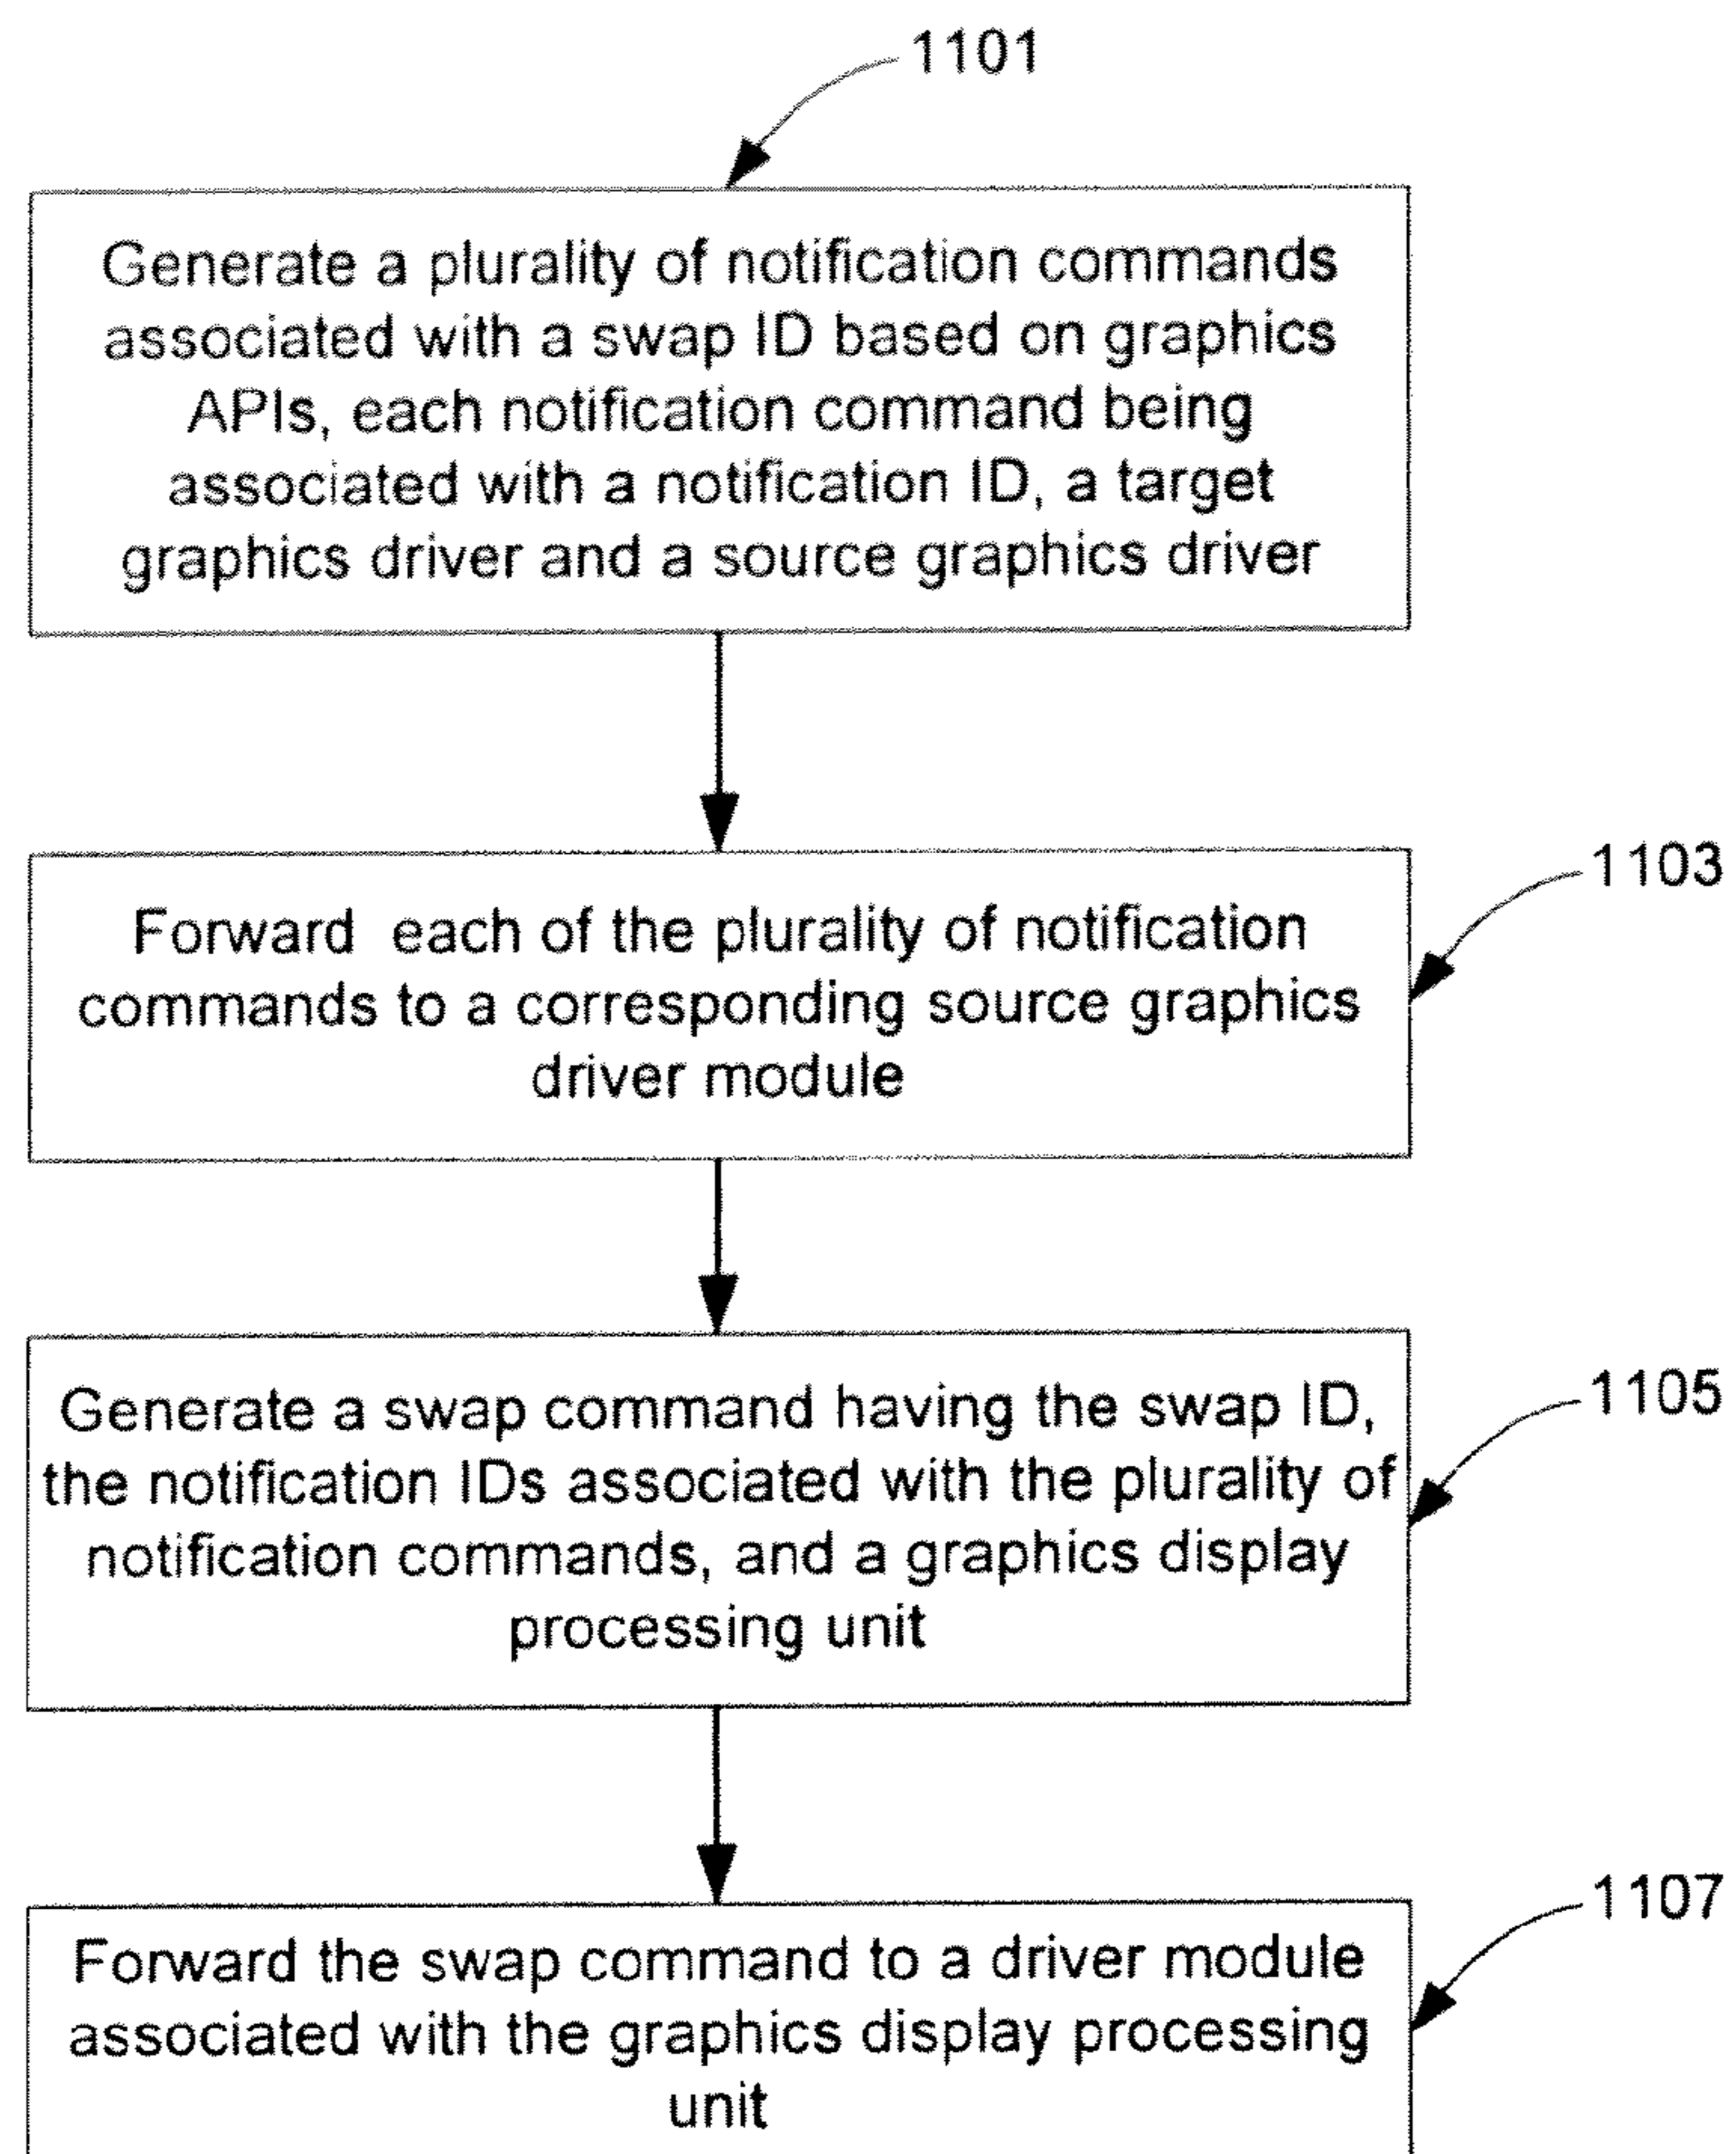 1101
Generate a plurality of notification commands
associated with a swap ID based on graphics
APIs, each notification command being
associated with a notification ID, a target
graphics driver and a source graphics driver
1103
Forward each of the plurality of notification
commands to a corresponding source graphics
driver module
1105
Generate a swap command having the swap ID,
the notification IDs associated with the plurality of
notification commands, and a graphics display
processing unit
1107
Forward the swap command to a driver module
associated with the graphics display processing
unit